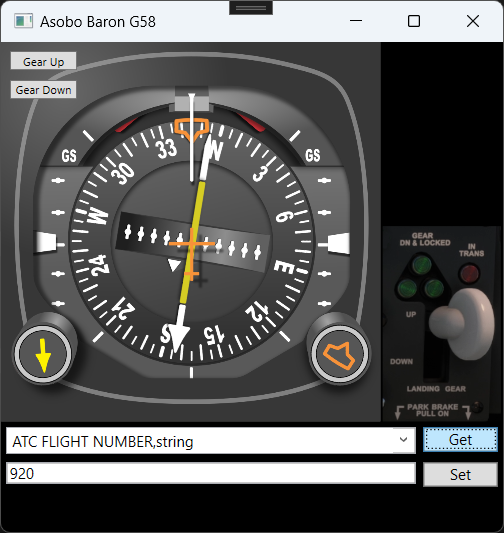 Asobo Baron G58
Gear Up
Gear Down
GS
GS
33
N
3
6
E
12
15
S
21
24
W
30
GEAR
DN & LOCKED
IN
TRANS
UP
DOWN
LANDING GEAR
PARK BRAKE
PULL ON
ATC FLIGHT NUMBER,string
Get
920
Set